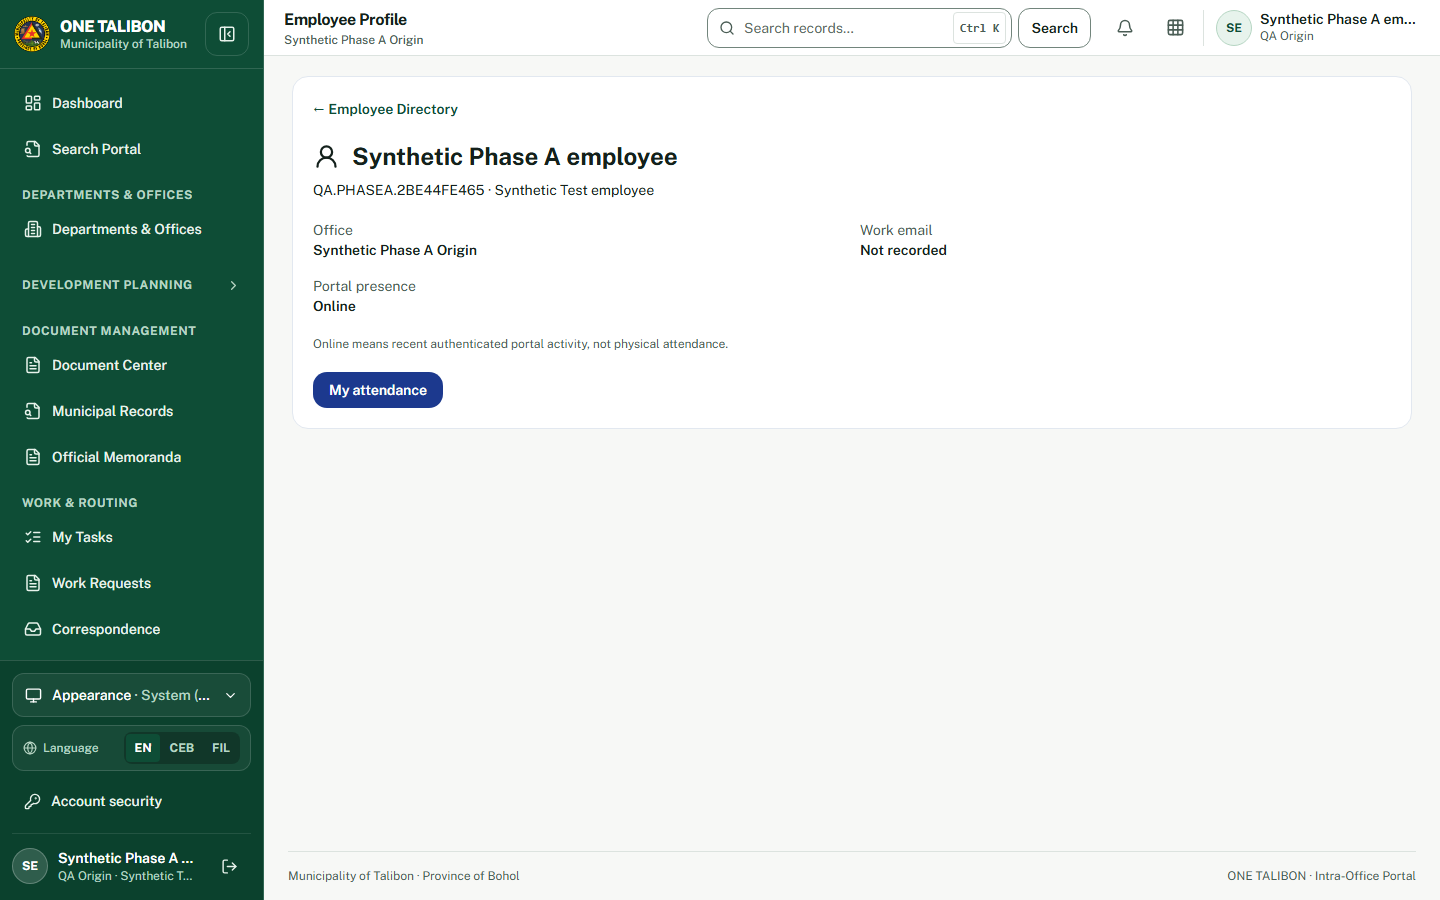 ONE TALIBON
Municipality of Talibon
Dashboard
Search Portal
DEPARTMENTS & OFFICES
Departments & Offices
DEVELOPMENT PLANNING
DOCUMENT MANAGEMENT
Document Center
Municipal Records
Official Memoranda
WORK & ROUTING
My Tasks
Work Requests
Correspondence
Appearance · System (...
Language EN CEB FIL
Account security
SE
Synthetic Phase A ...
QA Origin · Synthetic T...
Employee Profile
Synthetic Phase A Origin
Search records... Ctrl K
Search
SE
Synthetic Phase A em...
QA Origin
← Employee Directory
Synthetic Phase A employee
QA.PHASEA.2BE44FE465 · Synthetic Test employee
Office
Synthetic Phase A Origin
Work email
Not recorded
Portal presence
Online
Online means recent authenticated portal activity, not physical attendance.
My attendance
Municipality of Talibon · Province of Bohol
ONE TALIBON · Intra-Office Portal